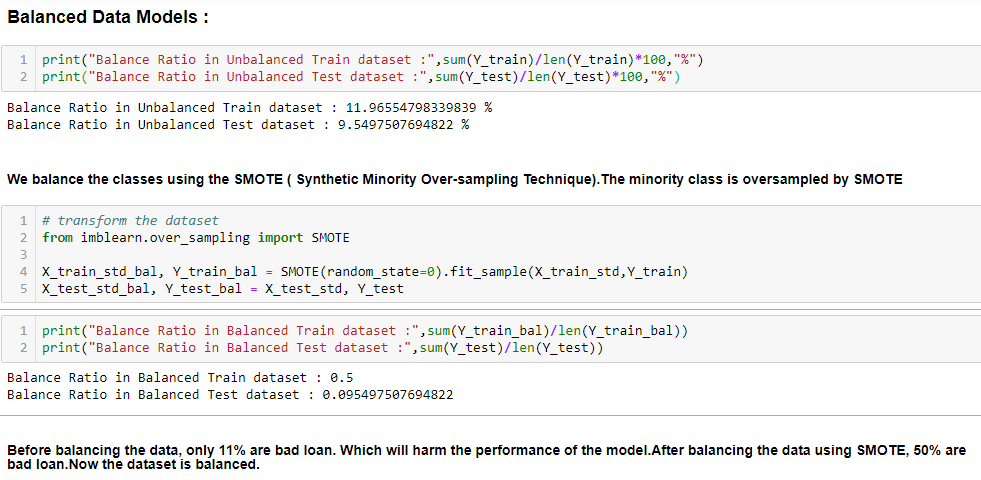 Balanced Data Models :
1 print("Balance Ratio in Unbalanced Train dataset :",sum(Y_train)/len(Y_train)*100,"%")
2 print("Balance Ratio in Unbalanced Test dataset :",sum(Y_test)/len(Y_test)*100,"%")
Balance Ratio in Unbalanced Train dataset : 11.96554798339839 %
Balance Ratio in Unbalanced Test dataset : 9.5497507694822 %
We balance the classes using the SMOTE ( Synthetic Minority Over-sampling Technique).The minority class is oversampled by SMOTE
1 # transform the dataset
2 from imblearn.over_sampling import SMOTE
3
4 X_train_std_bal, Y_train_bal = SMOTE(random_state=0).fit_sample(X_train_std,Y_train)
5 X_test_std_bal, Y_test_bal = X_test_std, Y_test
1 print("Balance Ratio in Balanced Train dataset :",sum(Y_train_bal)/len(Y_train_bal))
2 print("Balance Ratio in Balanced Test dataset :",sum(Y_test)/len(Y_test))
Balance Ratio in Balanced Train dataset : 0.5
Balance Ratio in Balanced Test dataset : 0.095497507694822
Before balancing the data, only 11% are bad loan. Which will harm the performance of the model.After balancing the data using SMOTE, 50% are
bad loan.Now the dataset is balanced.